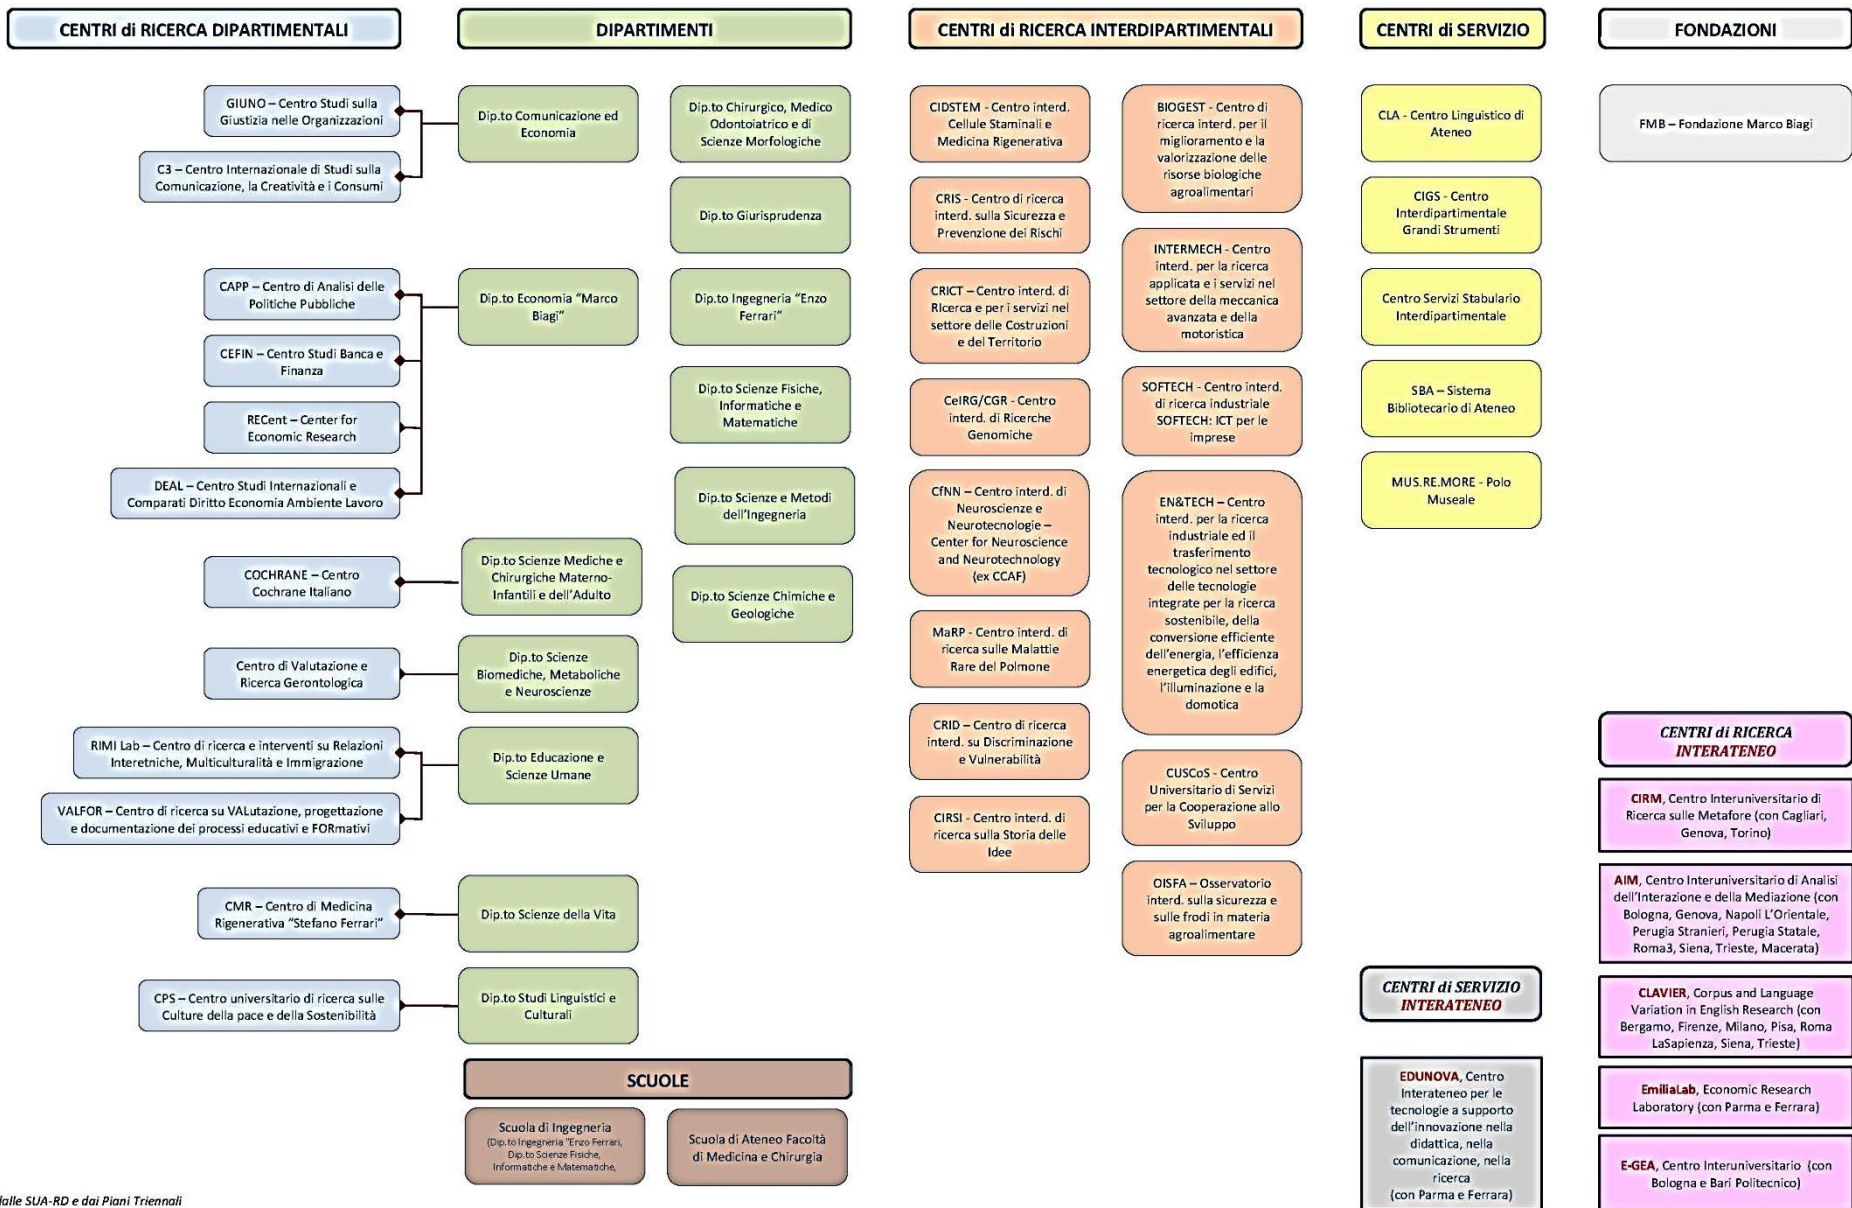 CENTRI di RICERCA DIPARTIMENTALI
GIUNO – Centro Studi sulla
Giustizia nelle Organizzazioni
C3 – Centro Internazionale di Studi sulla
Comunicazione, la Creatività e i Consumi
CAPP – Centro di Analisi delle
Politiche Pubbliche
CEFIN – Centro Studi Banca e
Finanza
RECent – Center for
Economic Research
DEAL – Centro Studi Internazionali e
Comparati Diritto Economia Ambiente Lavoro
COCHRANE – Centro
Cochrane Italiano
Centro di Valutazione e
Ricerca Gerontologica
RIMI Lab – Centro di ricerca e interventi su Relazioni
Interetniche, Multiculturalità e Immigrazione
VALFOR – Centro di ricerca su VALutazione, progettazione
e documentazione dei processi educativi e FORmativi
CMR – Centro di Medicina
Rigenerativa "Stefano Ferrari"
CPS – Centro universitario di ricerca sulle
Culture della pace e della Sostenibilità
DIPARTIMENTI
Dip.to Comunicazione ed
Economia
Dip.to Economia "Marco
Biagi"
Dip.to Scienze Mediche e
Chirurgiche Materno-
Infantili e dell'Adulto
Dip.to Scienze
Biomediche, Metaboliche
e Neuroscienze
Dip.to Educazione e
Scienze Umane
Dip.to Scienze della Vita
Dip.to Studi Linguistici e
Culturali
Dip.to Chirurgico, Medico
Odontoiatrico e di
Scienze Morfologiche
Dip.to Giurisprudenza
Dip.to Ingegneria "Enzo
Ferrari"
Dip.to Scienze Fisiche,
Informatiche e
Matematiche
Dip.to Scienze e Metodi
dell'Ingegneria
Dip.to Scienze Chimiche e
Geologiche
SCUOLE
Scuola di Ingegneria
(Dip.to Ingegneria "Enzo Ferrari,
Dip.to Scienze Fisiche,
Informatiche e Matematiche,
Scuola di Ateneo Facoltà
di Medicina e Chirurgia
CENTRI di RICERCA INTERDIPARTIMENTALI
CIDSTEM - Centro interd.
Cellule Staminali e
Medicina Rigenerativa
CRIS - Centro di ricerca
interd. sulla Sicurezza e
Prevenzione dei Rischi
CRICT – Centro interd. di
RIcerca e per i servizi nel
settore delle Costruzioni
e del Territorio
CeIRG/CGR - Centro
interd. di Ricerche
Genomiche
CfNN – Centro interd. di
Neuroscienze e
Neurotecnologie –
Center for Neuroscience
and Neurotechnology
(ex CCAF)
MaRP - Centro interd. di
ricerca sulle Malattie
Rare del Polmone
CRID – Centro di ricerca
interd. su Discriminazione
e Vulnerabilità
CIRSI - Centro interd. di
ricerca sulla Storia delle
Idee
BIOGEST - Centro di
ricerca interd. per il
miglioramento e la
valorizzazione delle
risorse biologiche
agroalimentari
INTERMECH - Centro
interd. per la ricerca
applicata e i servizi nel
settore della meccanica
avanzata e della
motoristica
SOFTECH - Centro interd.
di ricerca industriale
SOFTECH: ICT per le
imprese
EN&TECH – Centro
interd. per la ricerca
industriale ed il
trasferimento
tecnologico nel settore
delle tecnologie
integrate per la ricerca
sostenibile, della
conversione efficiente
dell'energia, l'efficienza
energetica degli edifici,
l'illuminazione e la
domotica
CUSCoS - Centro
Universitario di Servizi
per la Cooperazione allo
Sviluppo
OISFA – Osservatorio
interd. sulla sicurezza e
sulle frodi in materia
agroalimentare
CENTRI di SERVIZIO
CLA - Centro Linguistico di
Ateneo
CIGS - Centro
Interdipartimentale
Grandi Strumenti
Centro Servizi Stabulario
Interdipartimentale
SBA – Sistema
Bibliotecario di Ateneo
MUS.RE.MORE - Polo
Museale
CENTRI di SERVIZIO
INTERATENEO
EDUNOVA, Centro
Interateneo per le
tecnologie a supporto
dell'innovazione nella
didattica, nella
comunicazione, nella
ricerca
(con Parma e Ferrara)
FONDAZIONI
FMB – Fondazione Marco Biagi
CENTRI di RICERCA
INTERATENEO
CIRM, Centro Interuniversitario di
Ricerca sulle Metafore (con Cagliari,
Genova, Torino)
AIM, Centro Interuniversitario di Analisi
dell'Interazione e della Mediazione (con
Bologna, Genova, Napoli L'Orientale,
Perugia Stranieri, Perugia Statale,
Roma3, Siena, Trieste, Macerata)
CLAVIER, Corpus and Language
Variation in English Research (con
Bergamo, Firenze, Milano, Pisa, Roma
LaSapienza, Siena, Trieste)
EmiliaLab, Economic Research
Laboratory (con Parma e Ferrara)
E-GEA, Centro Interuniversitario (con
Bologna e Bari Politecnico)
dalle SUA-RD e dai Piani Triennali